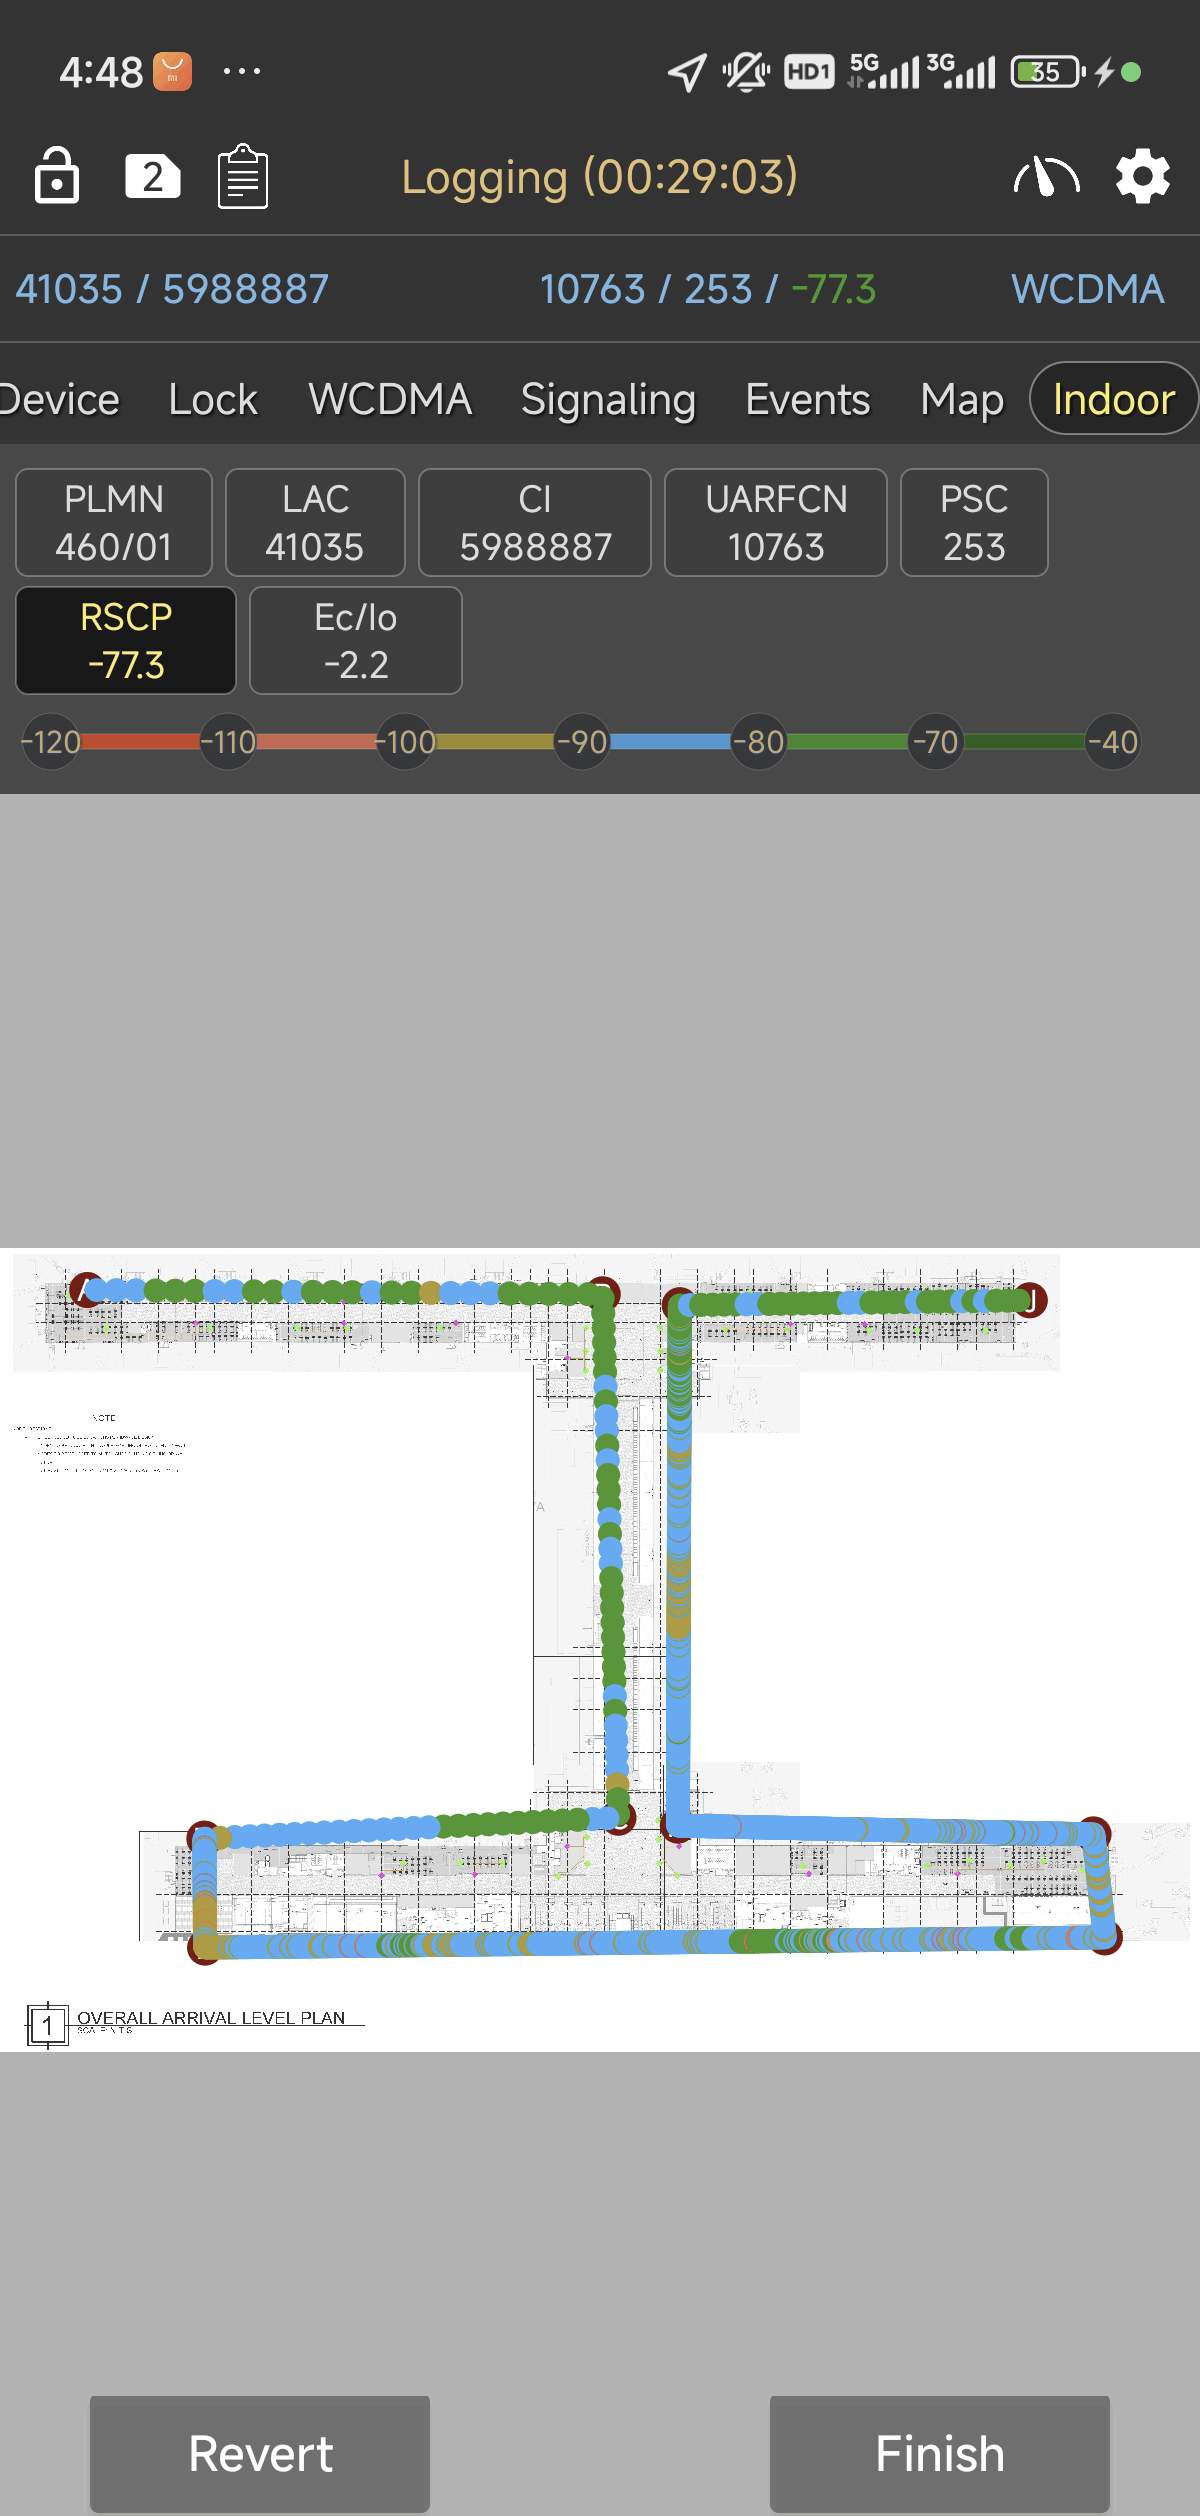 4:48
mi
HD1
5G
3G
35
2
Logging (00:29:03)
41035 / 5988887
10763 / 253 / -77.3
WCDMA
Device
Lock
WCDMA
Signaling
Events
Map
Indoor
PLMN
460/01
LAC
41035
CI
5988887
UARFCN
10763
PSC
253
RSCP
-77.3
Ec/Io
-2.2
-120
-110
-100
-90
-80
-70
-40
A
J
NOTE
1
OVERALL ARRIVAL LEVEL PLAN
Revert
Finish